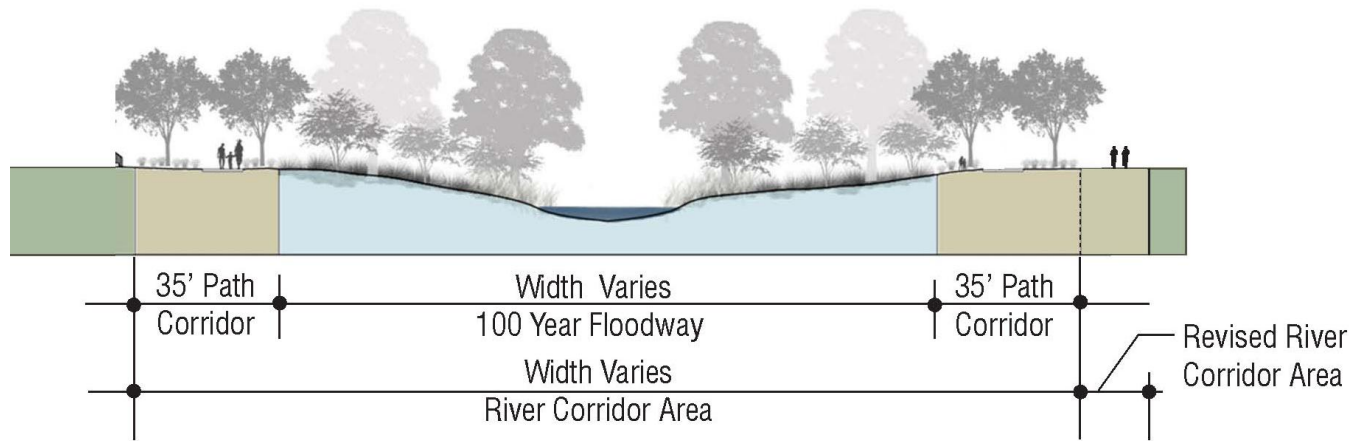 35’ Path
Corridor
Width Varies
100 Year Floodway
35’ Path
Corridor
Width Varies
River Corridor Area
Revised River
Corridor Area